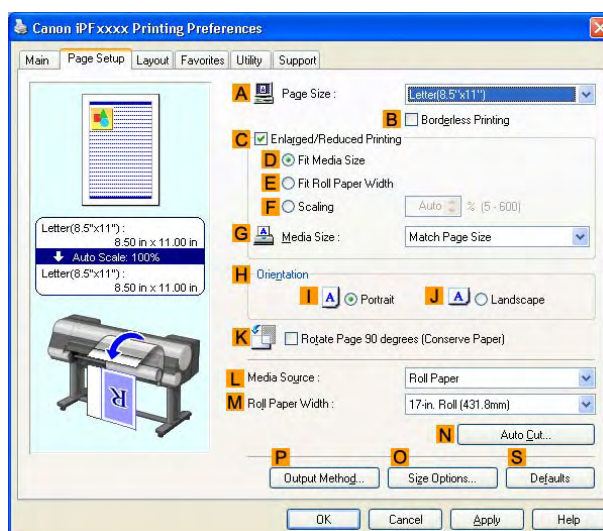 Canon iPFxxxx Printing Preferences
Main Page Setup Layout Favorites Utility Support
A Page Size : Letter(8.5"x11")
B Borderless Printing
C Enlarged/Reduced Printing
D Fit Media Size
E Fit Roll Paper Width
F Scaling Auto % (5 - 600)
G A Media Size : Match Page Size
Letter(8.5"x11") :
8.50 in x 11.00 in
Auto Scale: 100%
Letter(8.5"x11") :
8.50 in x 11.00 in
H Orientation
I A Portrait J A Landscape
K Rotate Page 90 degrees (Conserve Paper)
R
L Media Source : Roll Paper
M Roll Paper Width : 17-in. Roll (431.8mm)
N Auto Cut...
P O S
Output Method... Size Options... Defaults
OK Cancel Apply Help